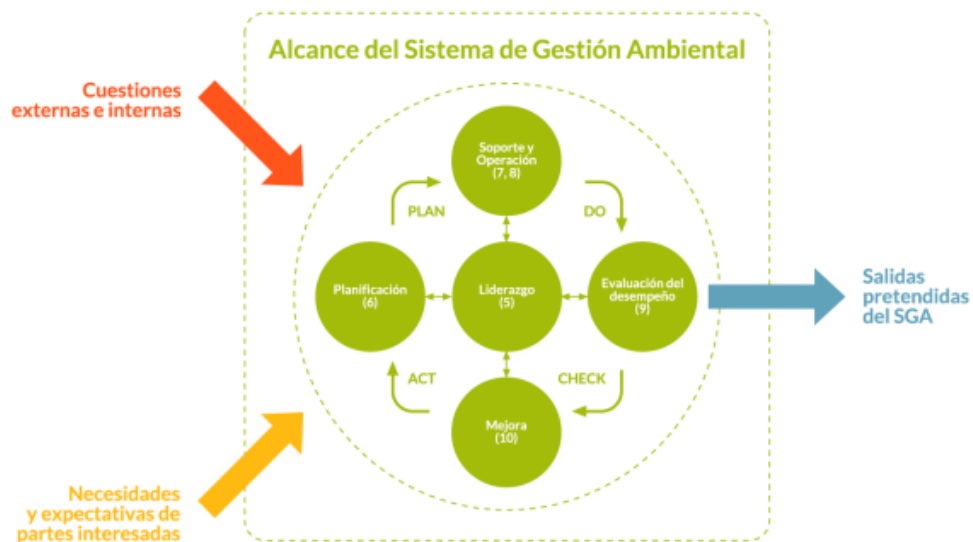 Alcance del Sistema de Gestión Ambiental
Cuestiones
externas e internas
Soporte y
Operación
(7, 8)
PLAN
DO
Planificación
(6)
Liderazgo
(5)
Evaluación del
desempeño
(9)
Salidas
pretendidas
del SGA
ACT
CHECK
Mejora
(10)
Necesidades
y expectativas de
partes interesadas